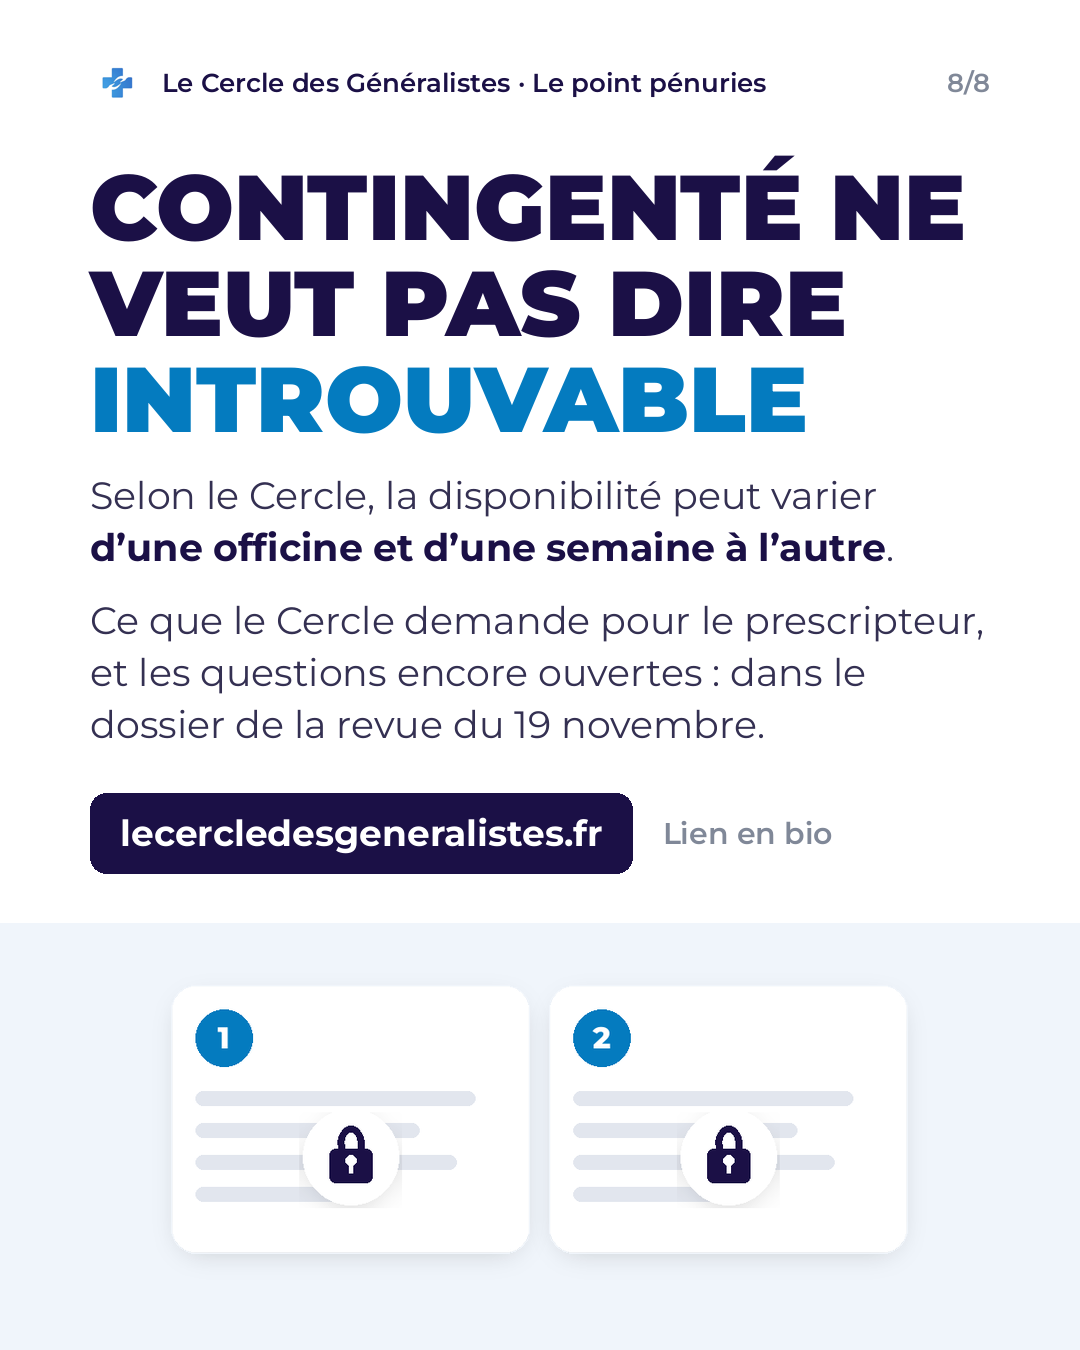 Le Cercle des Généralistes · Le point pénuries
8/8
CONTINGENTÉ NE
VEUT PAS DIRE
INTROUVABLE
Selon le Cercle, la disponibilité peut varier
d’une officine et d’une semaine à l’autre.
Ce que le Cercle demande pour le prescripteur,
et les questions encore ouvertes : dans le
dossier de la revue du 19 novembre.
lecercledesgeneralistes.fr
Lien en bio
1
2